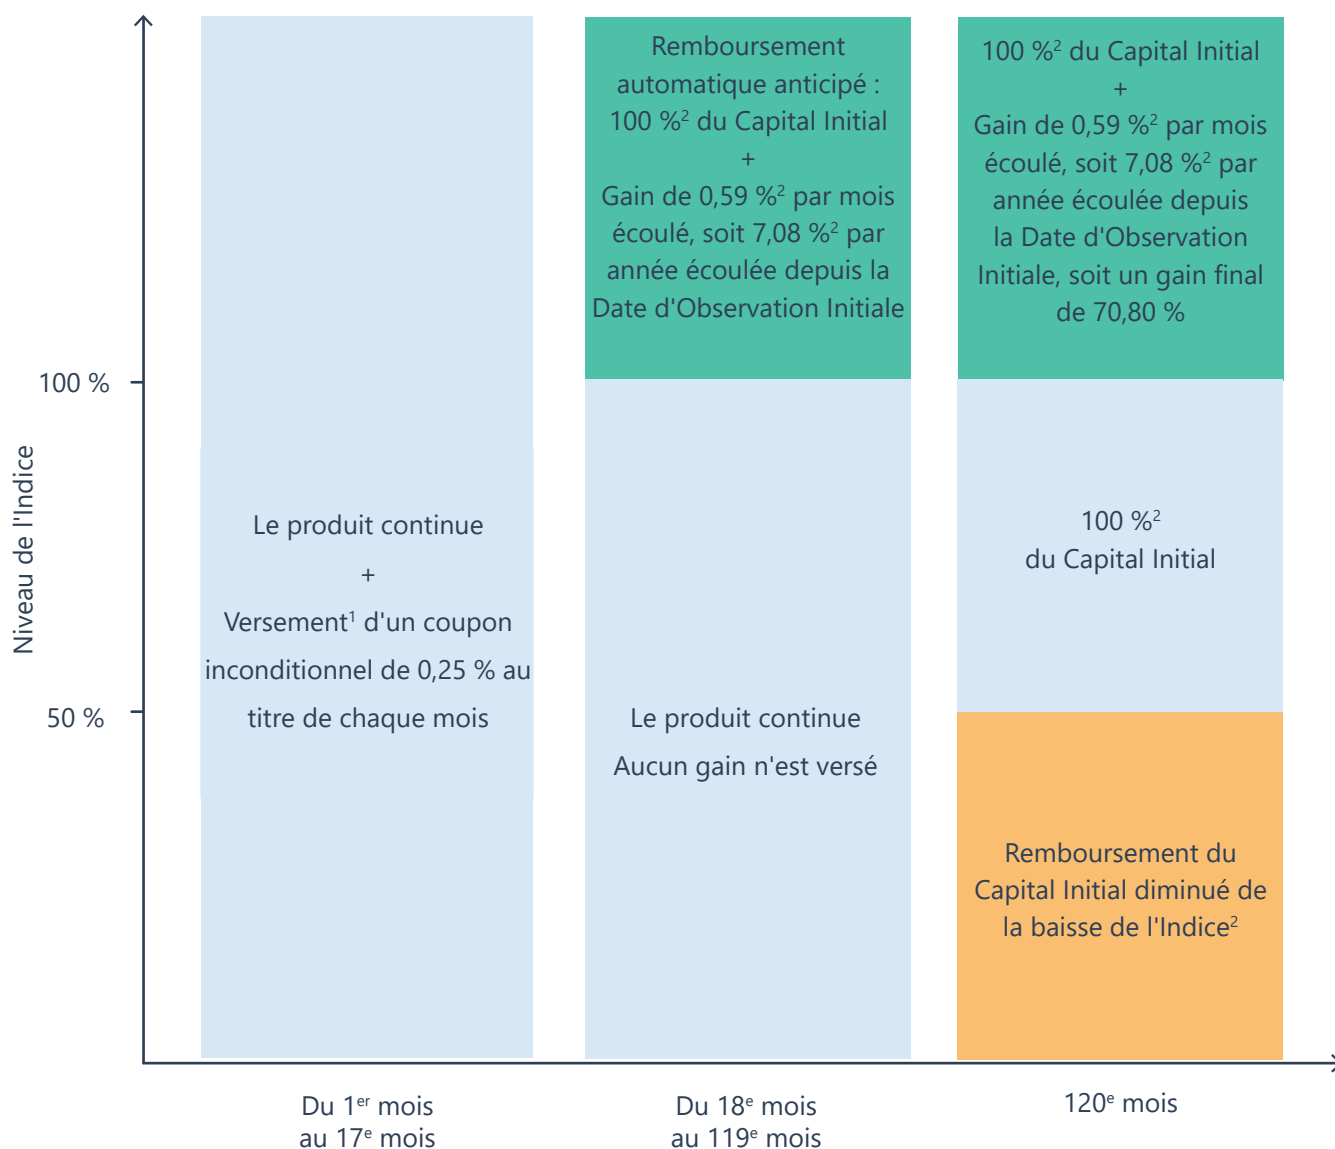 Niveau de l'Indice
100 %
50 %
Le produit continue
+
Versement¹ d'un coupon
inconditionnel de 0,25 % au
titre de chaque mois
Du 1er mois
au 17e mois
Remboursement
automatique anticipé :
100 %² du Capital Initial
+
Gain de 0,59 %² par mois
écoulé, soit 7,08 %² par
année écoulée depuis la
Date d'Observation Initiale
Le produit continue
Aucun gain n'est versé
Du 18e mois
au 119e mois
100 %² du Capital Initial
+
Gain de 0,59 %² par mois
écoulé, soit 7,08 %² par
année écoulée depuis
la Date d'Observation
Initiale, soit un gain final
de 70,80 %
100 %²
du Capital Initial
Remboursement du
Capital Initial diminué de
la baisse de l'Indice²
120e mois